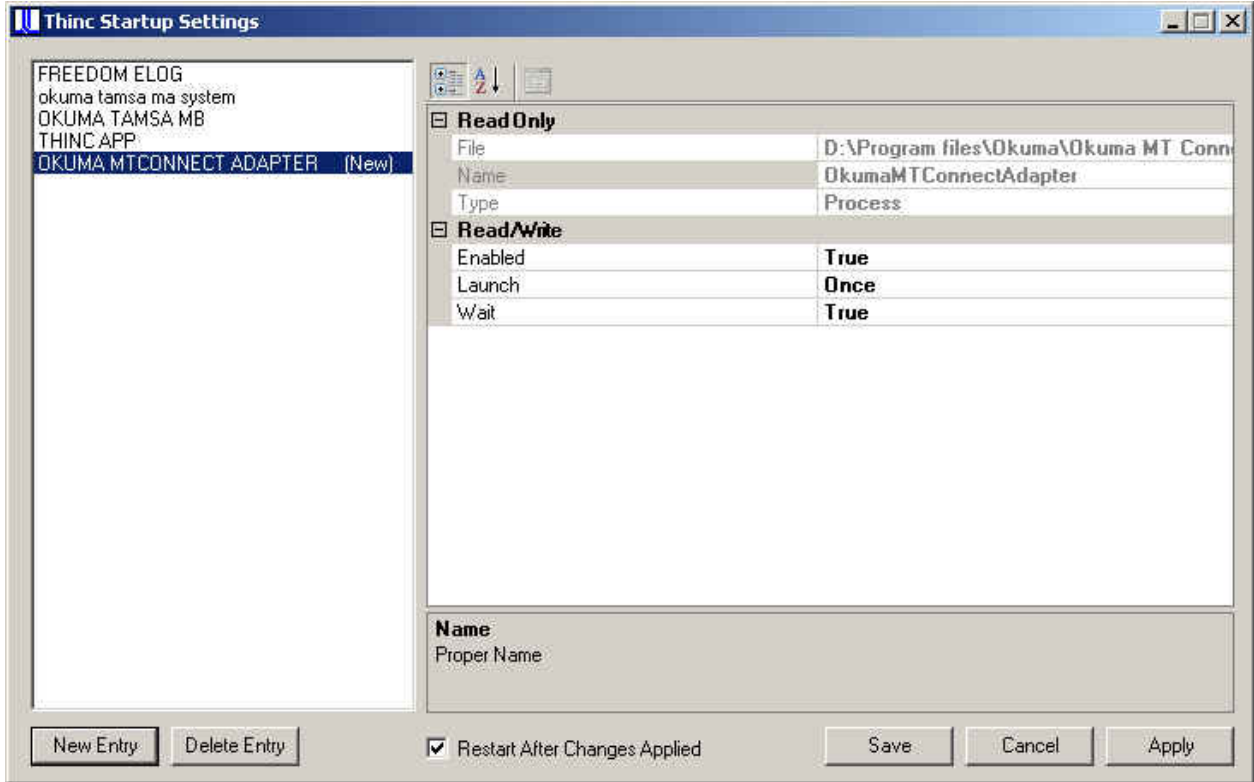 Thinc Startup Settings
FREEDOM ELOG
okuma tamsa ma system
OKUMA TAMSA MB
THINC APP
OKUMA MTCONNECT ADAPTER (New)
Read Only
File D:\Program files\Okuma\Okuma MT Conne
Name OkumaMTConnectAdapter
Type Process
Read/Write
Enabled True
Launch Once
Wait True
Name
Proper Name
New Entry Delete Entry Restart After Changes Applied Save Cancel Apply